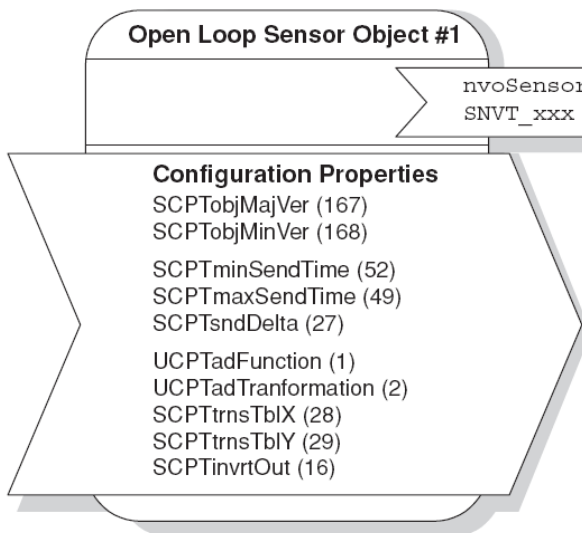 Open Loop Sensor Object #1
nvoSensor
SNVT_xxx
Configuration Properties
SCPTobjMajVer (167)
SCPTobjMinVer (168)
SCPTminSendTime (52)
SCPTmaxSendTime (49)
SCPTsndDelta (27)
UCPTadFunction (1)
UCPTadTranformation (2)
SCPTtrnsTblX (28)
SCPTtrnsTblY (29)
SCPTinvrtOut (16)